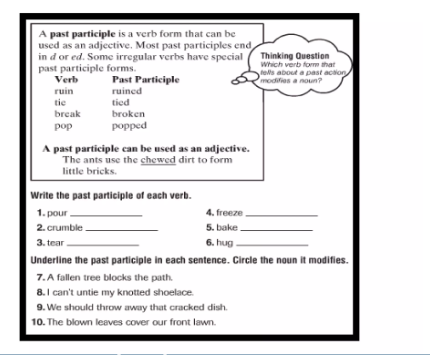 A past participle is a verb form that can be
used as an adjective. Most past participles end
in d or ed. Some irregular verbs have special
past participle forms.
Verb Past Participle
ruin ruined
tie tied
break broken
pop popped
A past participle can be used as an adjective.
The ants use the chewed dirt to form
little bricks.
Thinking Question
Which verb form that
tells about a past action
modifies a noun?
Write the past participle of each verb.
1. pour
2. crumble
3. tear
4. freeze
5. bake
6. hug
Underline the past participle in each sentence. Circle the noun it modifies.
7. A fallen tree blocks the path.
8. I can't untie my knotted shoelace.
9. We should throw away that cracked dish.
10. The blown leaves cover our front lawn.